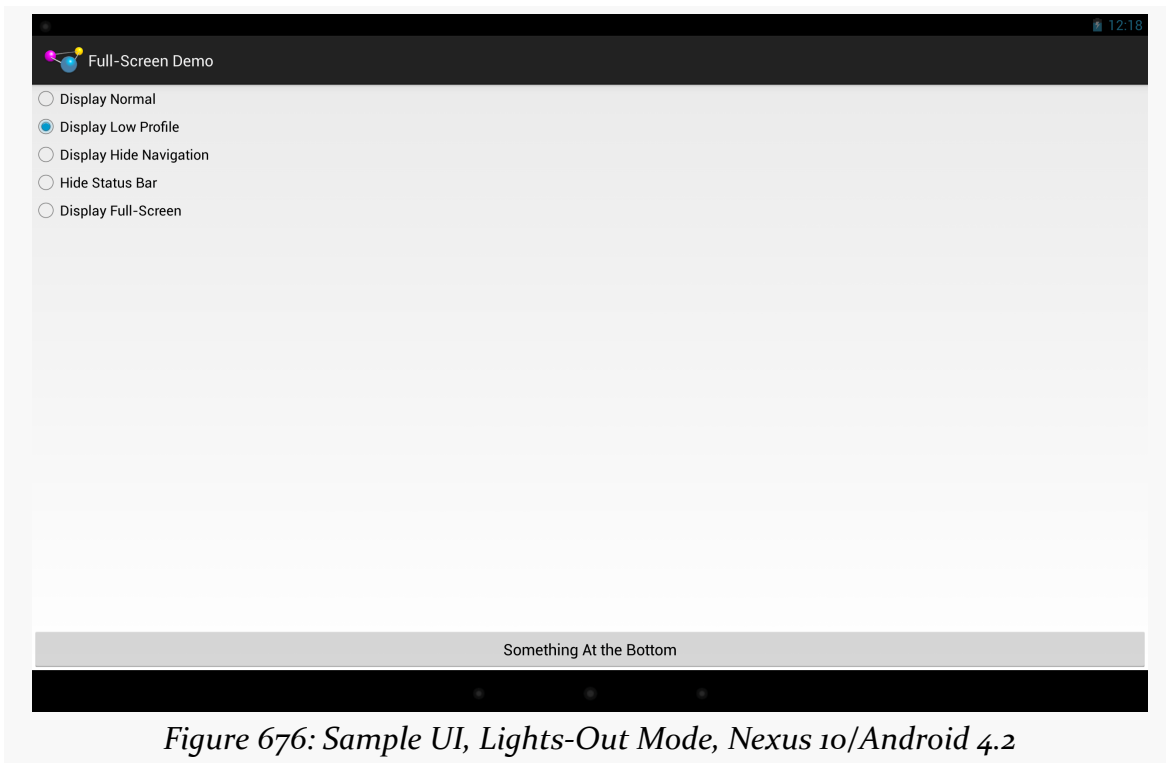 12:18
Full-Screen Demo
Display Normal
Display Low Profile
Display Hide Navigation
Hide Status Bar
Display Full-Screen
Something At the Bottom
Figure 676: Sample UI, Lights-Out Mode, Nexus 10/Android 4.2